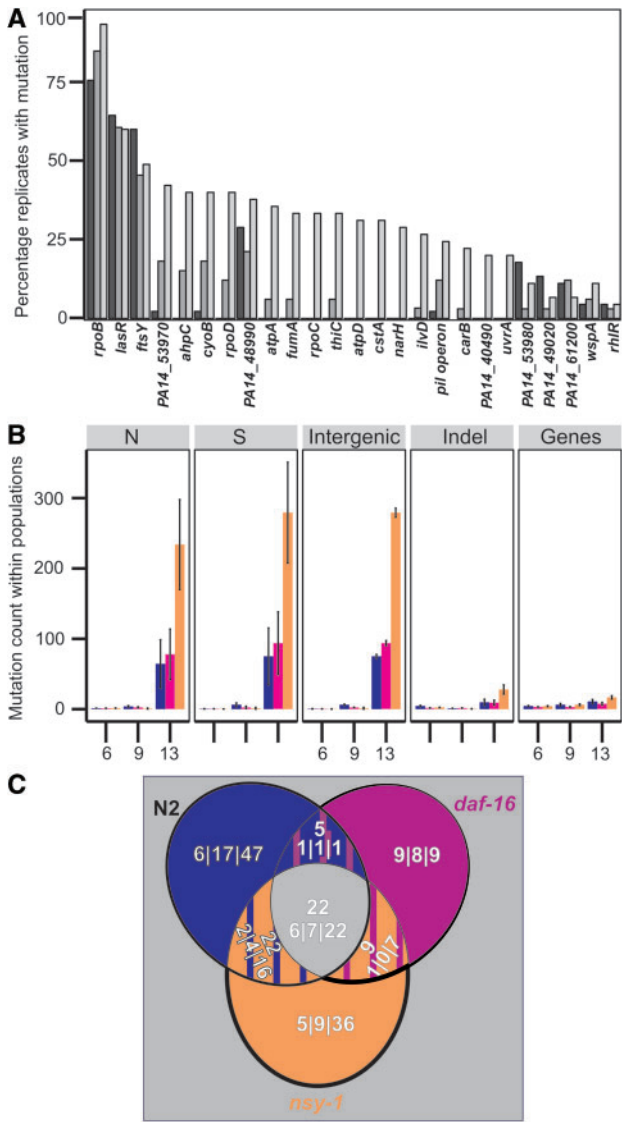 A
Percentage replicates with mutation
100
75
50
25
0
rpoB
lasR
ftsY
PA14_53970
ahpC
cyoB
rpoD
PA14_48990
atpA
fumA
rpoC
thiC
atpD
cstA
narH
ilvD
pil operon
carB
PA14_40490
uvrA
PA14_53980
PA14_49020
PA14_61200
wspA
rhlR
B
Mutation count within populations
N
S
Intergenic
Indel
Genes
300
200
100
0
6 9 13
6 9 13
6 9 13
C
N2
daf-16
nsy-1
6|17|47
5
1|1|1
9|8|9
22
6|7|22
22
2|4|16
9
1|0|7
5|9|36